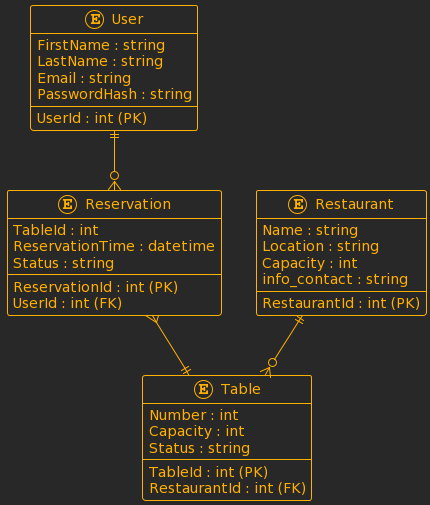 E User
FirstName : string
LastName : string
Email : string
PasswordHash : string
UserId : int (PK)
E Reservation
TableId : int
ReservationTime : datetime
Status : string
ReservationId : int (PK)
UserId : int (FK)
E Restaurant
Name : string
Location : string
Capacity : int
info_contact : string
RestaurantId : int (PK)
E Table
Number : int
Capacity : int
Status : string
TableId : int (PK)
RestaurantId : int (FK)